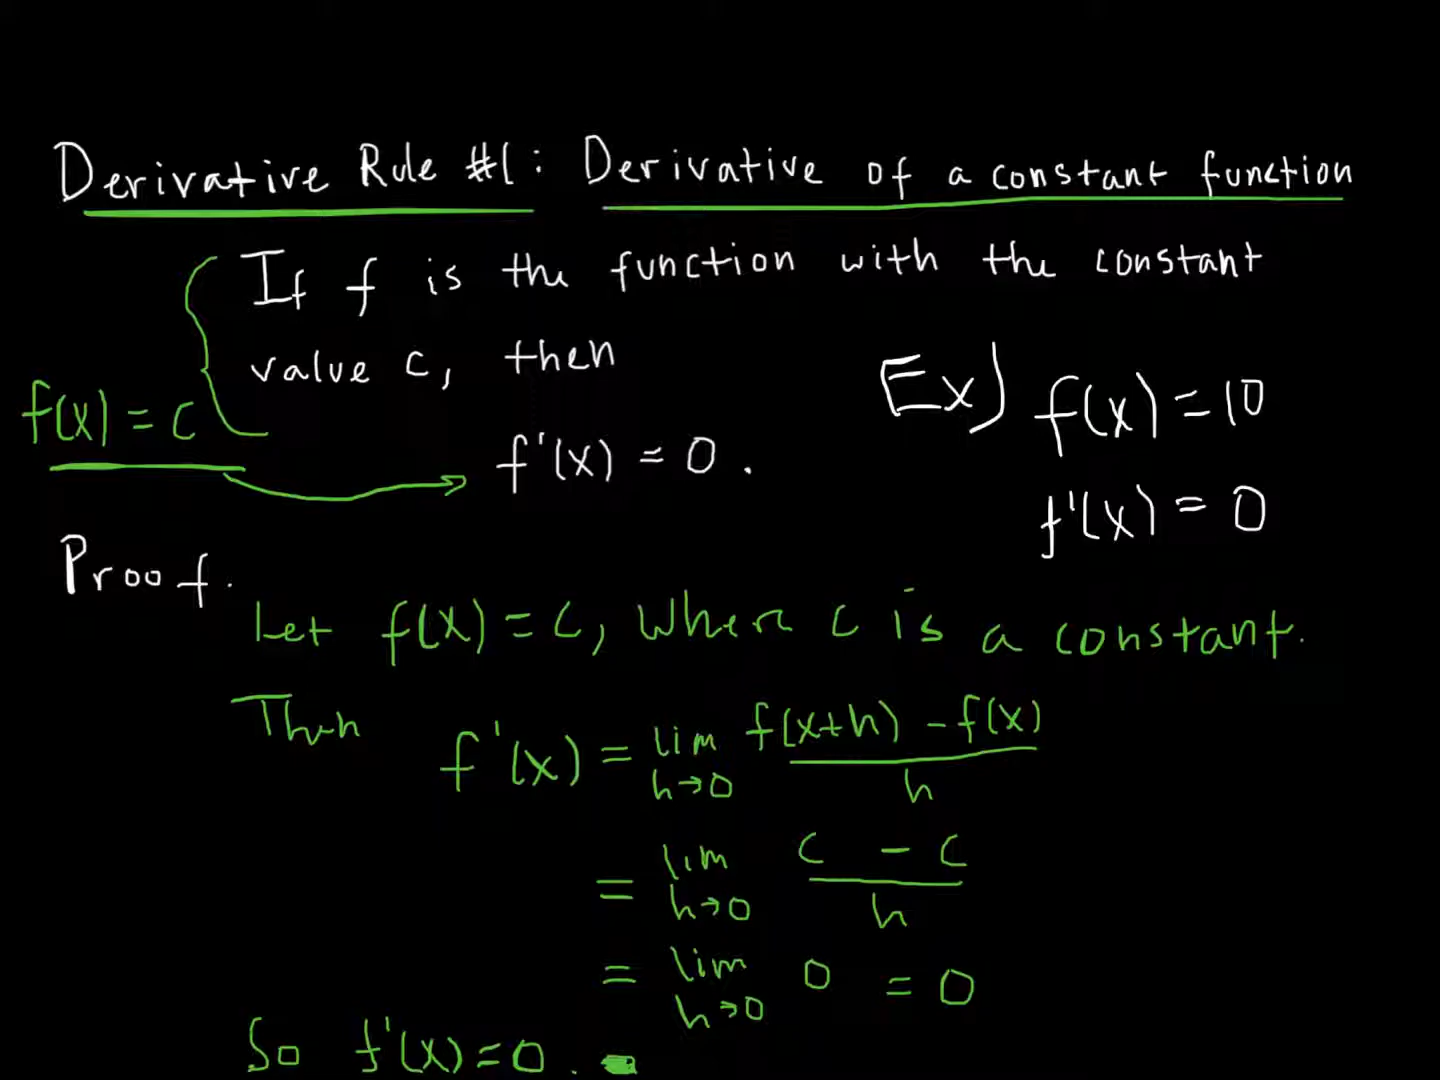 Derivative Rule #1: Derivative of a constant function
If f is the function with the constant
value c, then
f(x) = c
f'(x) = 0.
Ex) f(x) = 10
f'(x) = 0
Proof.
Let f(x) = c, where c is a constant.
Then f'(x) = lim h→0 f(x+h) - f(x) / h
= lim h→0 c - c / h
= lim h→0 0 = 0
So f'(x) = 0.